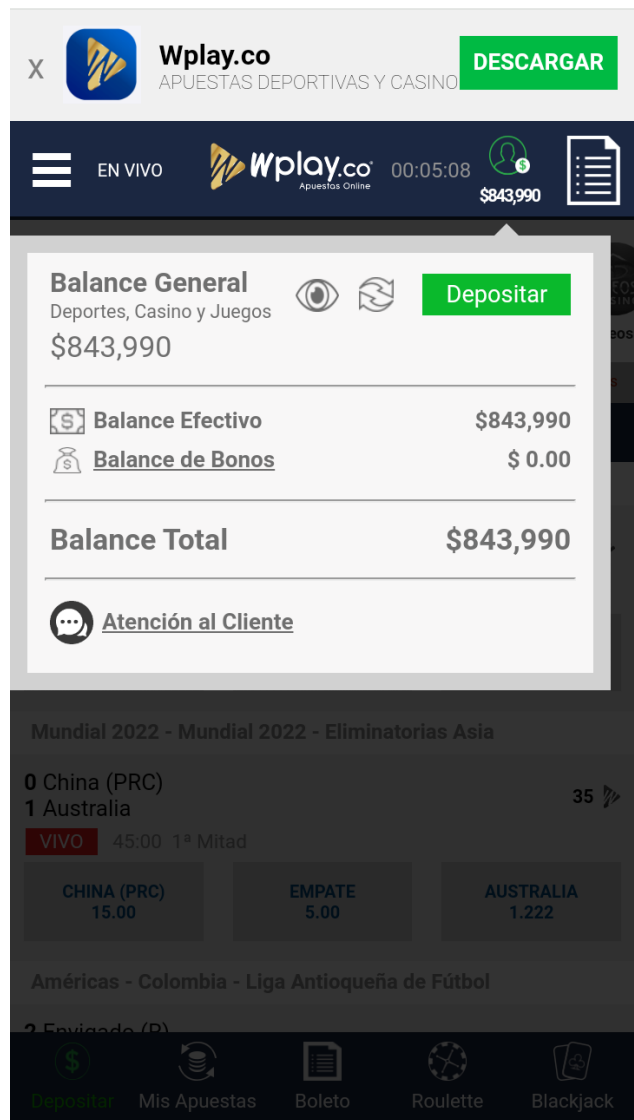 X
Wplay.co
APUESTAS DEPORTIVAS Y CASINO
DESCARGAR
EN VIVO
Wplay.co
Apuestas Online
00:05:08
$843,990
Balance General
Deportes, Casino y Juegos
$843,990
Depositar
Balance Efectivo $843,990
Balance de Bonos $ 0.00
Balance Total $843,990
Atención al Cliente
Mundial 2022 - Mundial 2022 - Eliminatorias Asia
0 China (PRC)
1 Australia
35
VIVO 45:00 1ª Mitad
CHINA (PRC)
15.00
EMPATE
5.00
AUSTRALIA
1.222
Américas - Colombia - Liga Antioqueña de Fútbol
2 Envigado (R)
Depositar
Mis Apuestas
Boleto
Roulette
Blackjack